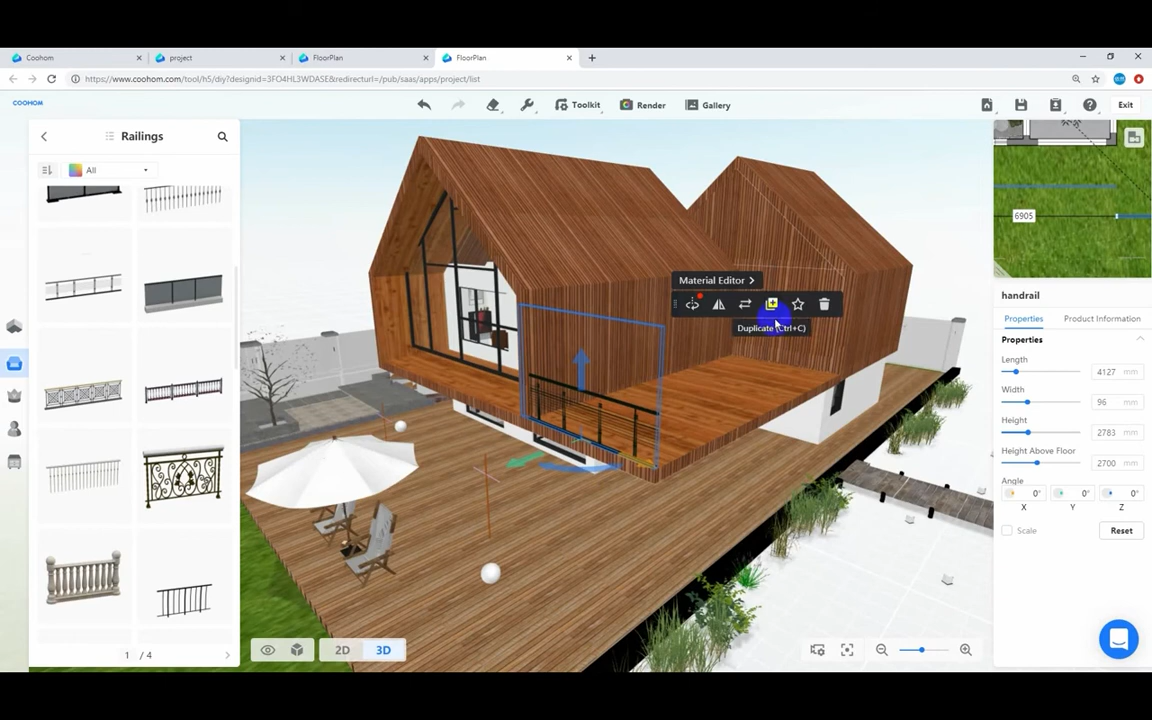 Coohom
project
FloorPlan
FloorPlan
https://www.coohom.com/tool/h5/diy?designid=3FO4HL3WDASE&redirecturl=/pub/saas/apps/project/list
COOHOM
Toolkit
Render
Gallery
Exit
Railings
All
6905
Material Editor
Duplicate (Ctrl+C)
handrail
Properties
Product Information
Properties
Length
4127 mm
Width
96 mm
Height
2783 mm
Height Above Floor
2700 mm
Angle
0° 0° 0°
X Y Z
Scale
Reset
1 / 4
2D 3D